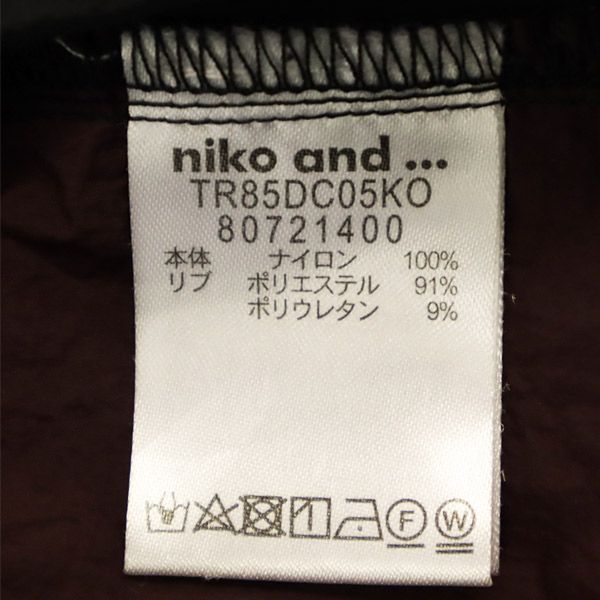 niko and ...
TR85DC05KO
80721400
本体 ナイロン 100%
リブ ポリエステル 91%
ポリウレタン 9%
F W